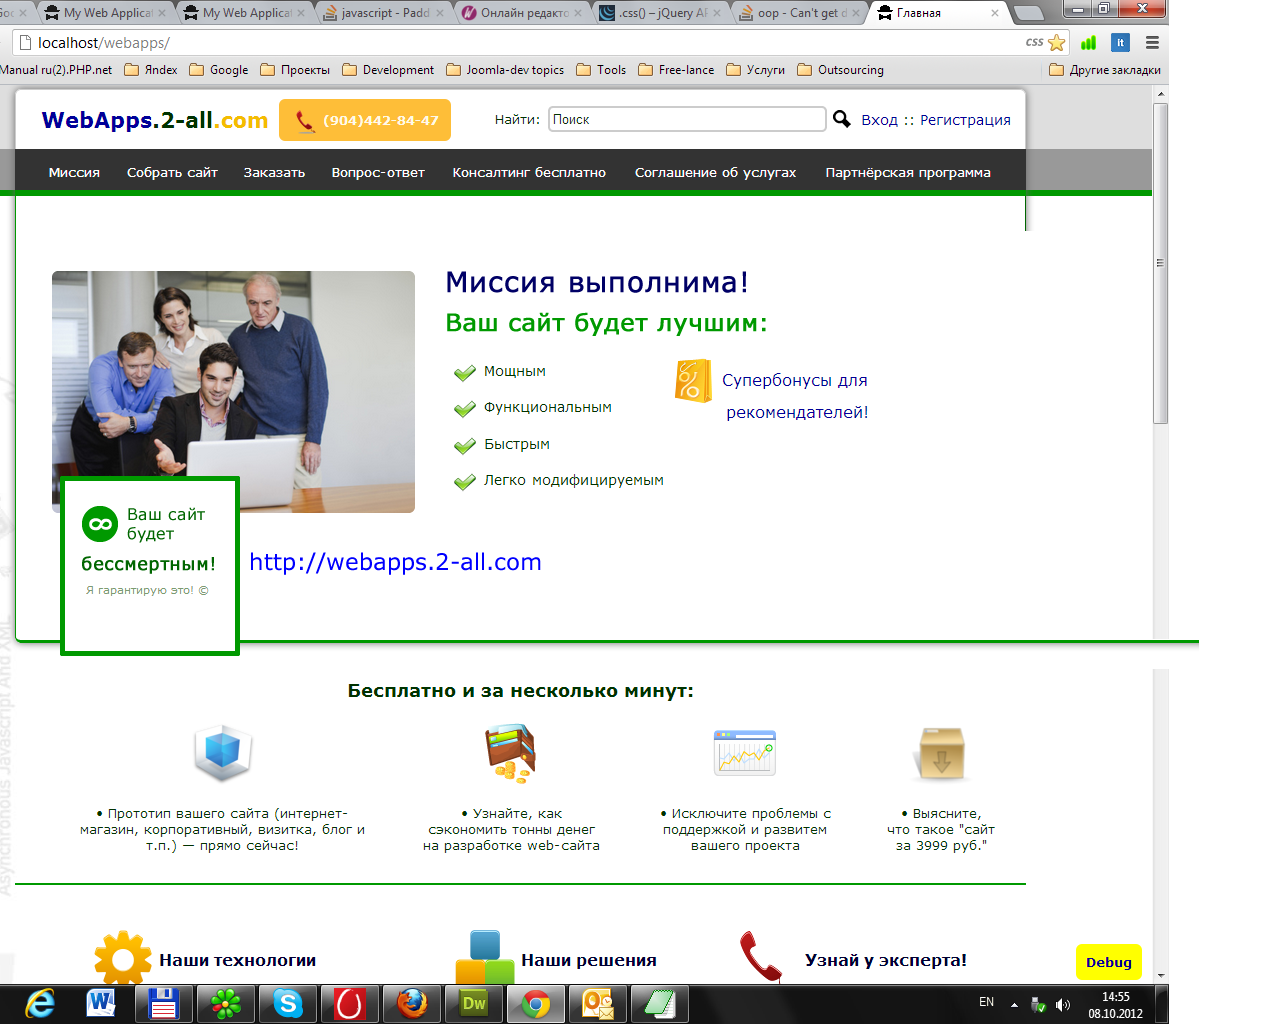 My Web Applicat
My Web Applicat
javascript - Padd
Онлайн редакто
.css() – jQuery AP
oop - Can't get d
Главная
localhost/webapps/
css
It
Manual ru(2).PHP.net
Яndex
Google
Проекты
Development
Joomla-dev topics
Tools
Free-lance
Услуги
Outsourcing
Другие закладки
WebApps.2-all.com
(904)442-84-47
Найти:
Поиск
Вход :: Регистрация
Миссия
Собрать сайт
Заказать
Вопрос-ответ
Консалтинг бесплатно
Соглашение об услугах
Партнёрская программа
Миссия выполнима!
Ваш сайт будет лучшим:
Мощным
Функциональным
Быстрым
Легко модифицируемым
Супербонусы для
рекомендателей!
Ваш сайт
будет
бессмертным!
Я гарантирую это! ©
http://webapps.2-all.com
Asynchronous Javascript And XML
Бесплатно и за несколько минут:
• Прототип вашего сайта (интернет-
магазин, корпоративный, визитка, блог и
т.п.) — прямо сейчас!
• Узнайте, как
сэкономить тонны денег
на разработке web-сайта
• Исключите проблемы с
поддержкой и развитем
вашего проекта
• Выясните,
что такое "сайт
за 3999 руб."
Наши технологии
Наши решения
Узнай у эксперта!
Debug
Dw
EN
14:55
08.10.2012